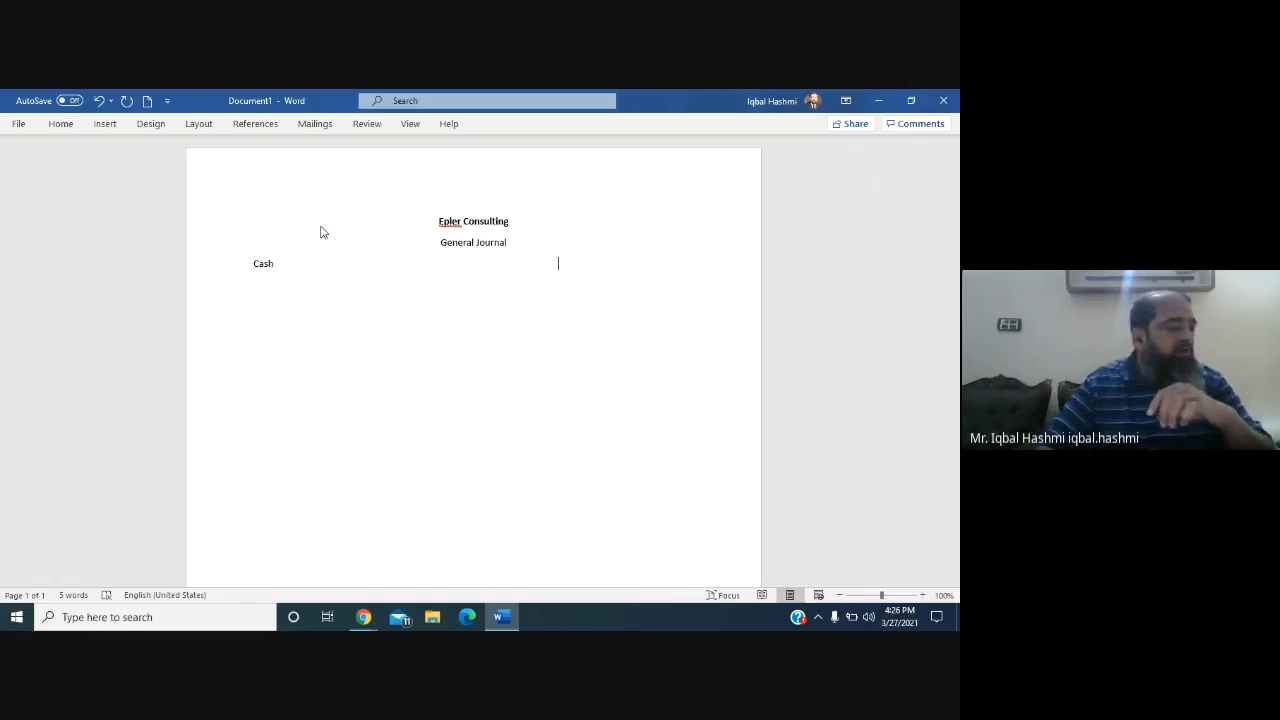 AutoSave Off Document1 - Word Search Iqbal Hashmi
File Home Insert Design Layout References Mailings Review View Help Share Comments
Epler Consulting
General Journal
Cash
Mr. Iqbal Hashmi iqbal.hashmi
Page 1 of 1 5 words English (United States) Focus 100%
Type here to search 11 4:26 PM
3/27/2021